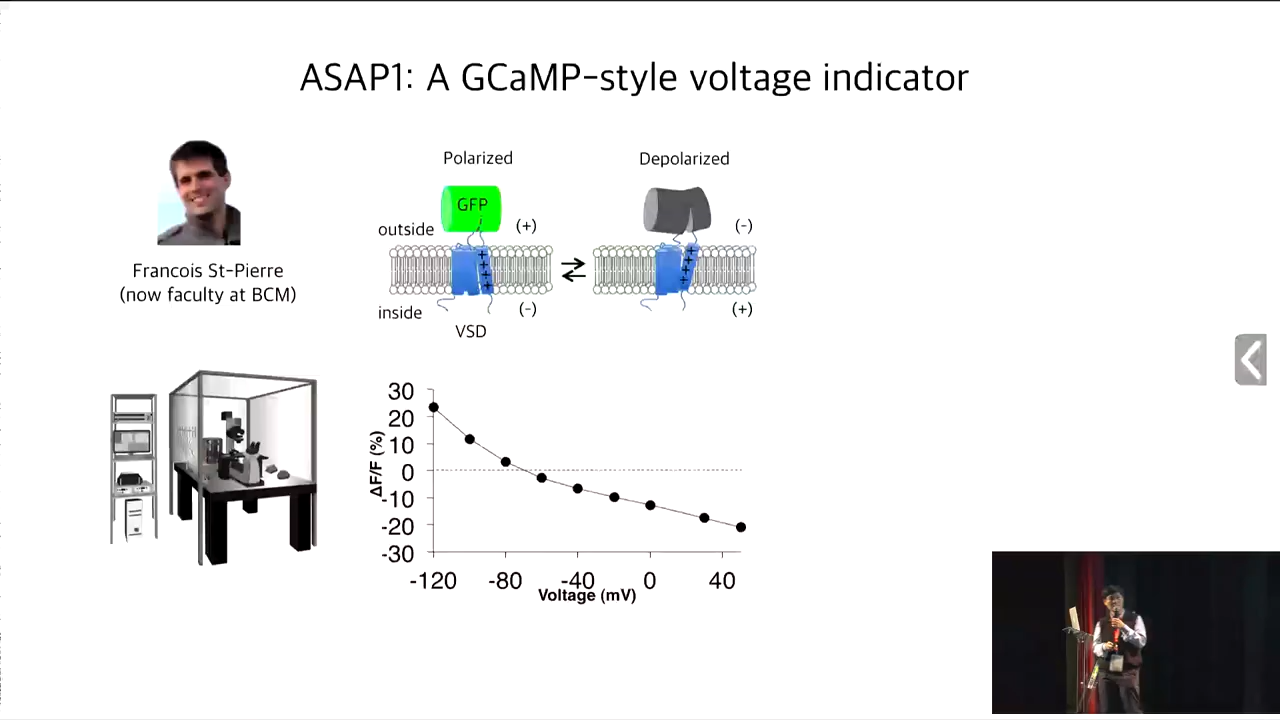 ASAP1: A GCaMP-style voltage indicator
Polarized
Depolarized
GFP
outside
(+)
(-)
+
+
+
+
+
+
+
+
inside
(-)
(+)
VSD
Francois St-Pierre
(now faculty at BCM)
30
20
10
0
-10
-20
-30
ΔF/F (%)
-120
-80
-40
0
40
Voltage (mV)